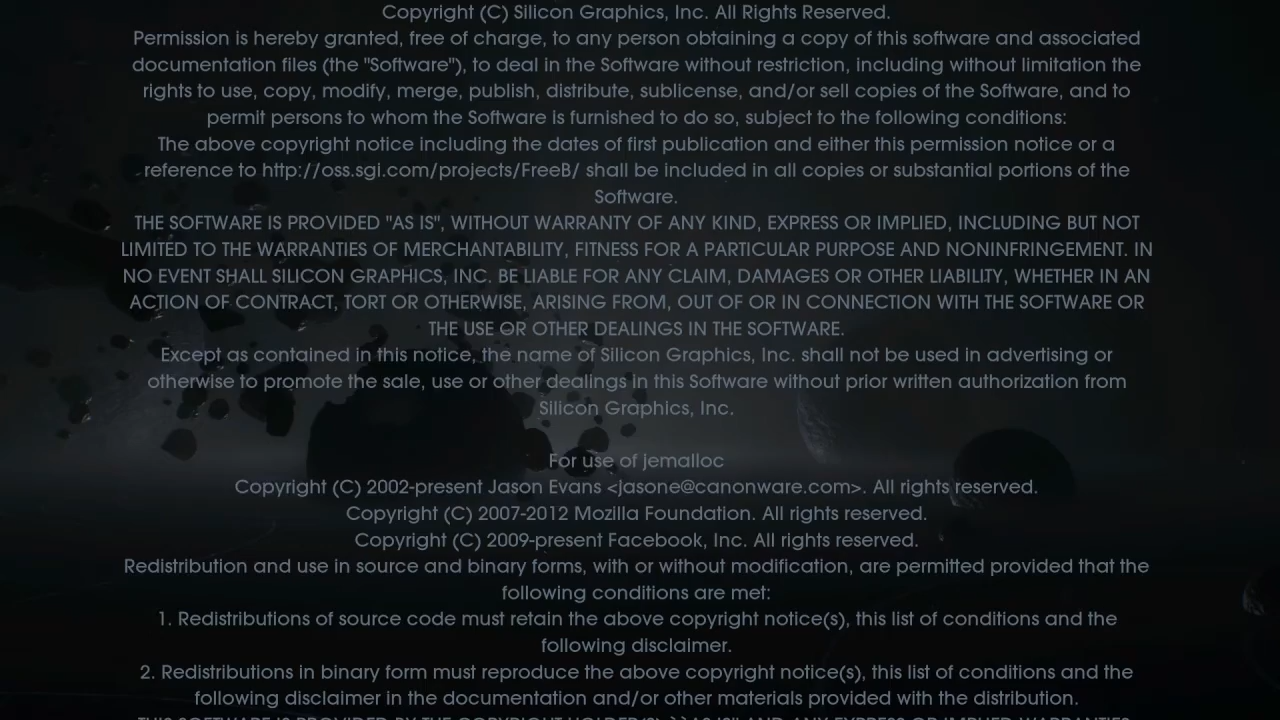 Copyright (C) Silicon Graphics, Inc. All Rights Reserved.
Permission is hereby granted, free of charge, to any person obtaining a copy of this software and associated
documentation files (the "Software"), to deal in the Software without restriction, including without limitation the
rights to use, copy, modify, merge, publish, distribute, sublicense, and/or sell copies of the Software, and to
permit persons to whom the Software is furnished to do so, subject to the following conditions:
The above copyright notice including the dates of first publication and either this permission notice or a
reference to http://oss.sgi.com/projects/FreeB/ shall be included in all copies or substantial portions of the
Software.
THE SOFTWARE IS PROVIDED "AS IS", WITHOUT WARRANTY OF ANY KIND, EXPRESS OR IMPLIED, INCLUDING BUT NOT
LIMITED TO THE WARRANTIES OF MERCHANTABILITY, FITNESS FOR A PARTICULAR PURPOSE AND NONINFRINGEMENT. IN
NO EVENT SHALL SILICON GRAPHICS, INC. BE LIABLE FOR ANY CLAIM, DAMAGES OR OTHER LIABILITY, WHETHER IN AN
ACTION OF CONTRACT, TORT OR OTHERWISE, ARISING FROM, OUT OF OR IN CONNECTION WITH THE SOFTWARE OR
THE USE OR OTHER DEALINGS IN THE SOFTWARE.
Except as contained in this notice, the name of Silicon Graphics, Inc. shall not be used in advertising or
otherwise to promote the sale, use or other dealings in this Software without prior written authorization from
Silicon Graphics, Inc.
For use of jemalloc
Copyright (C) 2002-present Jason Evans <jasone@canonware.com>. All rights reserved.
Copyright (C) 2007-2012 Mozilla Foundation. All rights reserved.
Copyright (C) 2009-present Facebook, Inc. All rights reserved.
Redistribution and use in source and binary forms, with or without modification, are permitted provided that the
following conditions are met:
1. Redistributions of source code must retain the above copyright notice(s), this list of conditions and the
following disclaimer.
2. Redistributions in binary form must reproduce the above copyright notice(s), this list of conditions and the
following disclaimer in the documentation and/or other materials provided with the distribution.
THIS SOFTWARE IS PROVIDED BY THE COPYRIGHT HOLDER(S) ``AS IS'' AND ANY EXPRESS OR IMPLIED WARRANTIES